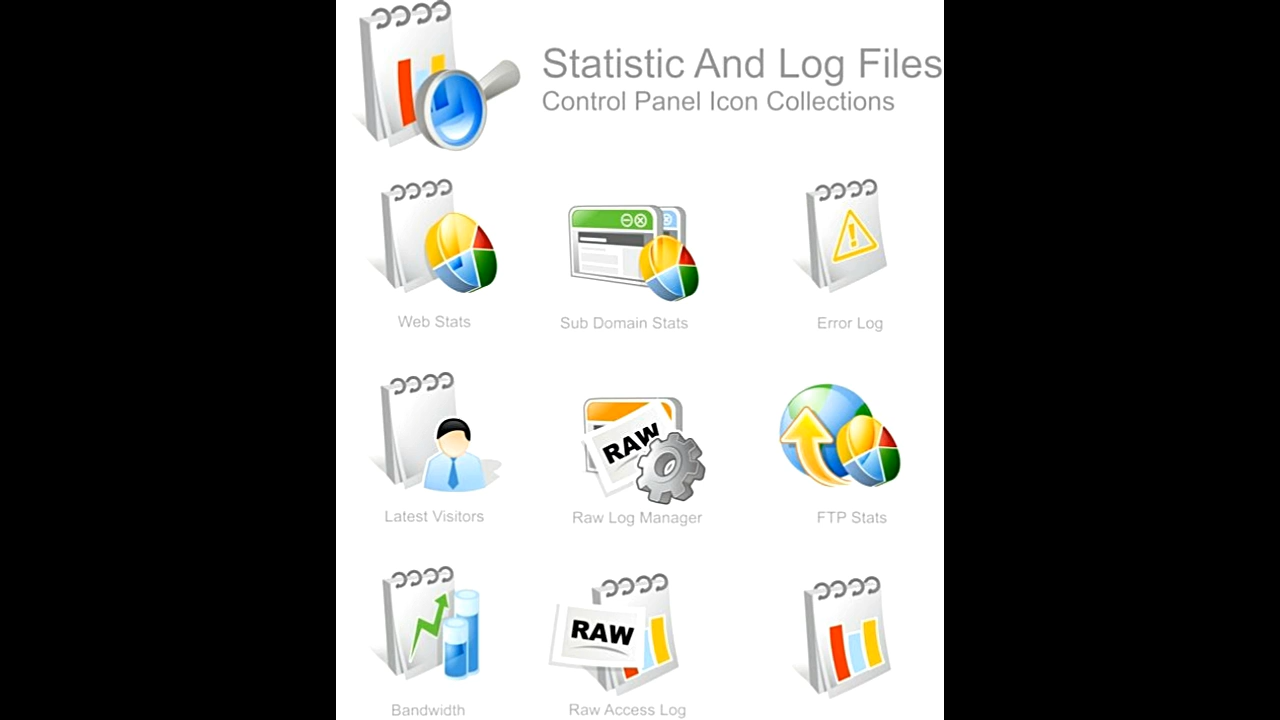 Statistic And Log Files
Control Panel Icon Collections
Web Stats
Sub Domain Stats
Error Log
RAW
Latest Visitors
Raw Log Manager
FTP Stats
RAW
Bandwidth
Raw Access Log